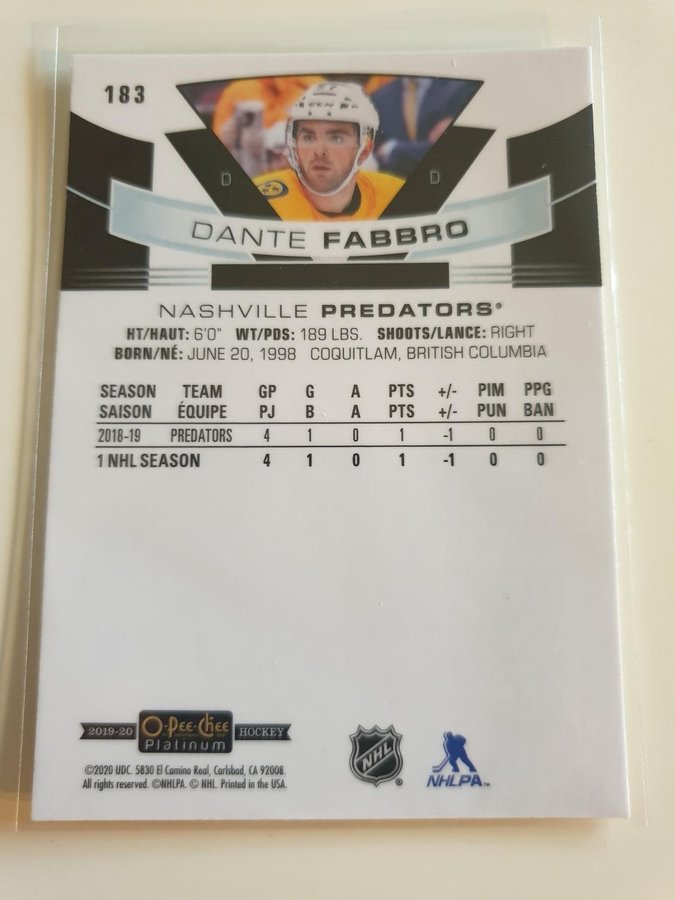 183
D D
DANTE FABBRO
NASHVILLE PREDATORS®
HT/HAUT: 6'0" WT/PDS: 189 LBS. SHOOTS/LANCE: RIGHT
BORN/NÉ: JUNE 20, 1998 COQUITLAM, BRITISH COLUMBIA
SEASON TEAM GP G A PTS +/- PIM PPG
SAISON ÉQUIPE PJ B A PTS +/- PUN BAN
2018-19 PREDATORS 4 1 0 1 -1 0 0
1 NHL SEASON 4 1 0 1 -1 0 0
2019-20 O-Pee-Chee HOCKEY
Platinum
©2020 UDC. 5830 El Camino Real, Carlsbad, CA 92008.
All rights reserved. ©NHLPA. © NHL. Printed in the USA.
NHL
NHLPA